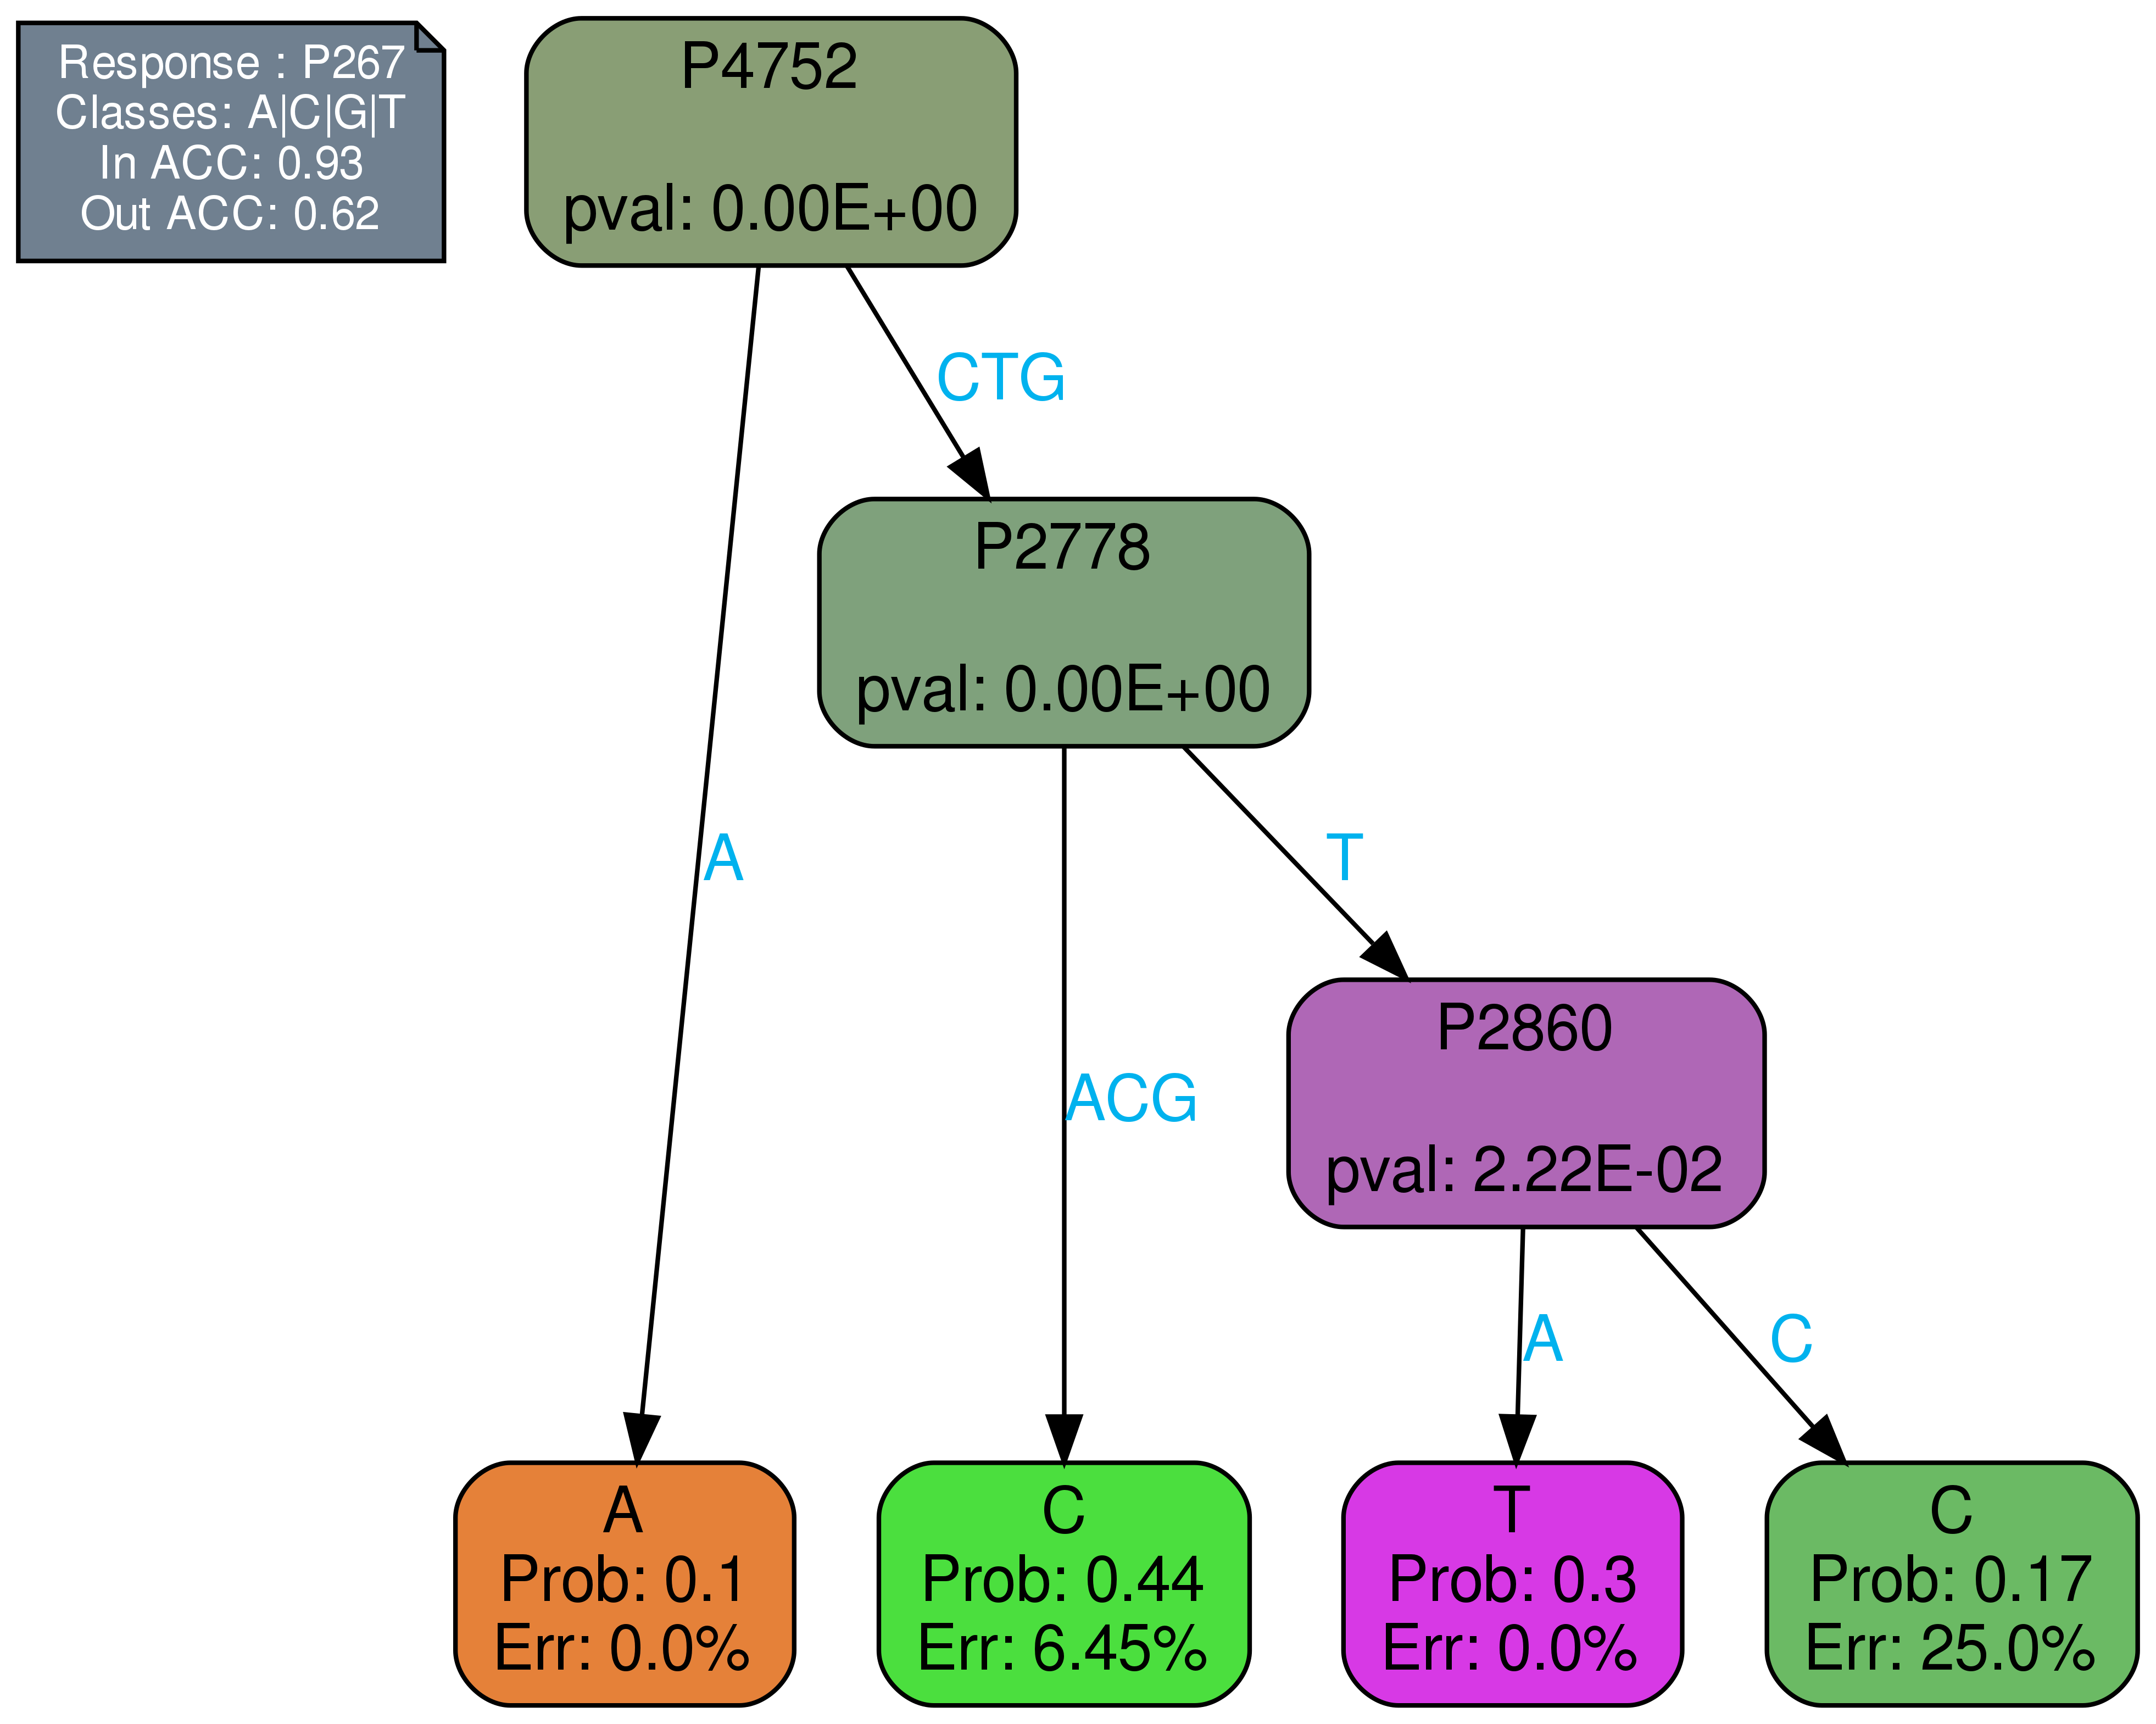 Response : P267
Classes: A|C|G|T
In ACC: 0.93
Out ACC: 0.62
P4752
pval: 0.00E+00
CTG
P2778
pval: 0.00E+00
A
T
P2860
pval: 2.22E-02
ACG
A
C
A
Prob: 0.1
Err: 0.0%
C
Prob: 0.44
Err: 6.45%
T
Prob: 0.3
Err: 0.0%
C
Prob: 0.17
Err: 25.0%